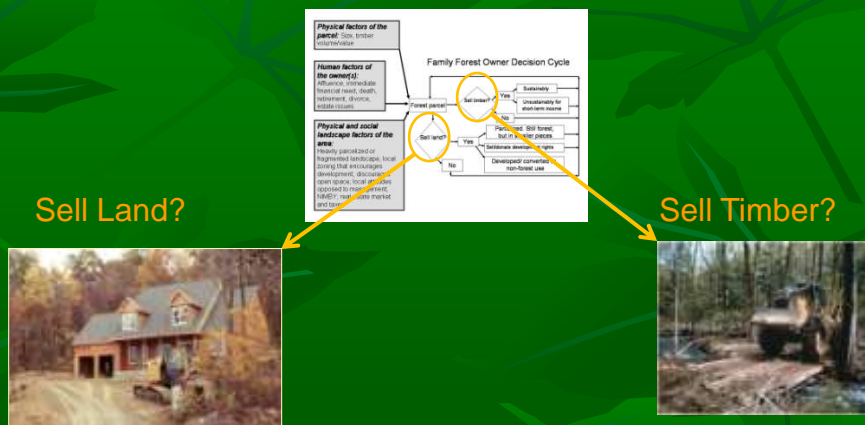 Physical factors of the
parcel: Size, timber
volume/value
Human factors of
the owner(s):
Affluence, immediate
financial need, death,
retirement, divorce,
estate issues
Physical and social
landscape factors of the
area:
Heavily parcelized or
fragmented landscape, local
zoning that encourages
development, discourages
open space; local attitudes
opposed to management,
NIMBY; real estate market
and taxes
Family Forest Owner Decision Cycle
Forest parcel
Sell timber?
Yes
Sustainably
Unsustainably for
short-term income
No
Sell land?
Yes
Parcelized. Still forest,
but in smaller pieces
Sell/donate development rights
Developed/ converted to
non-forest use
No
Sell Land?
Sell Timber?